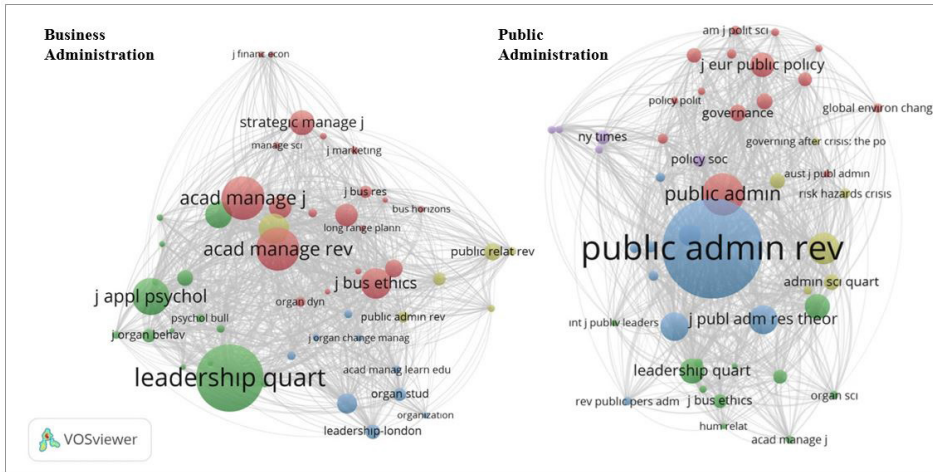 Business
Administration
j financ econ
strategic manage j
manage sci
j marketing
acad manage j
j bus res
bus horizons
long range plann
acad manage rev
public relat rev
j bus ethics
j appl psychol
organ dyn
psychol bull
public admin rev
j organ behav
j organ change manag
leadership quart
acad manag learn edu
organ stud
organization
leadership-london
VOSviewer
Public
Administration
am j polit sci
j eur public policy
policy polit
governance
global environ chang
ny times
governing after crisis: the po
policy soc
aust j publ admin
public admin
risk hazards crisis
public admin rev
admin sci quart
int j public leaders
j publ adm res theor
leadership quart
rev public pers adm
j bus ethics
organ sci
hum relat
acad manage j